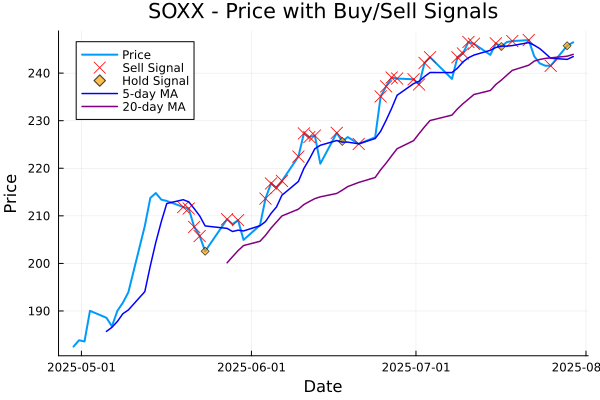 SOXX - Price with Buy/Sell Signals
Price
Sell Signal
Hold Signal
5-day MA
20-day MA
240
230
220
210
200
190
Price
2025-05-01
2025-06-01
2025-07-01
2025-08
Date